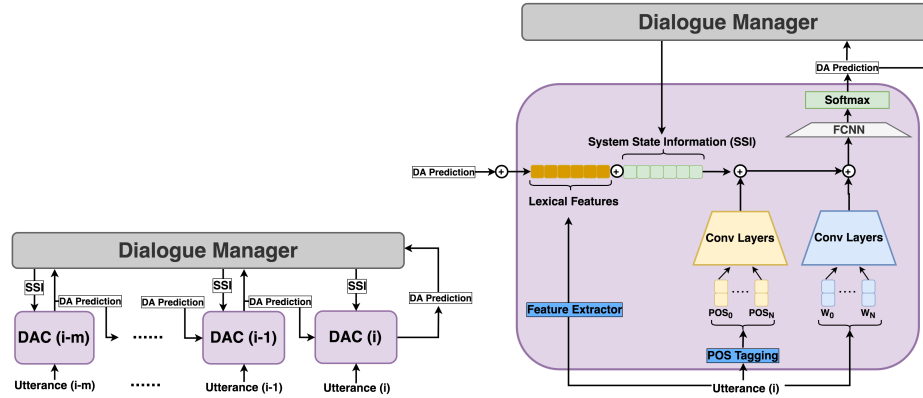 Dialogue Manager
SSI
SSI
SSI
DA Prediction
DA Prediction
DA Prediction
DA Prediction
DAC (i-m)
......
DAC (i-1)
DAC (i)
Utterance (i-m)
......
Utterance (i-1)
Utterance (i)
Dialogue Manager
DA Prediction
Softmax
FCNN
System State Information (SSI)
DA Prediction
+
+
+
+
Lexical Features
Conv Layers
Conv Layers
.....
.....
Feature Extractor
POS0
POSN
W0
WN
POS Tagging
Utterance (i)